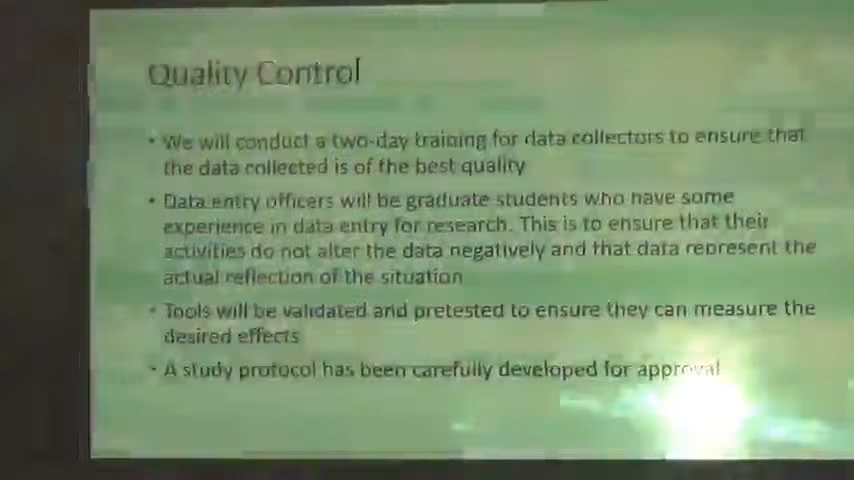 Quality Control
• We will conduct a two-day training for data collectors to ensure that
the data collected is of the best quality
• Data entry officers will be graduate students who have some
experience in data entry for research. This is to ensure that their
activities do not alter the data negatively and that data represent the
actual reflection of the situation
• Tools will be validated and pretested to ensure they can measure the
desired effects
• A study protocol has been carefully developed for approval